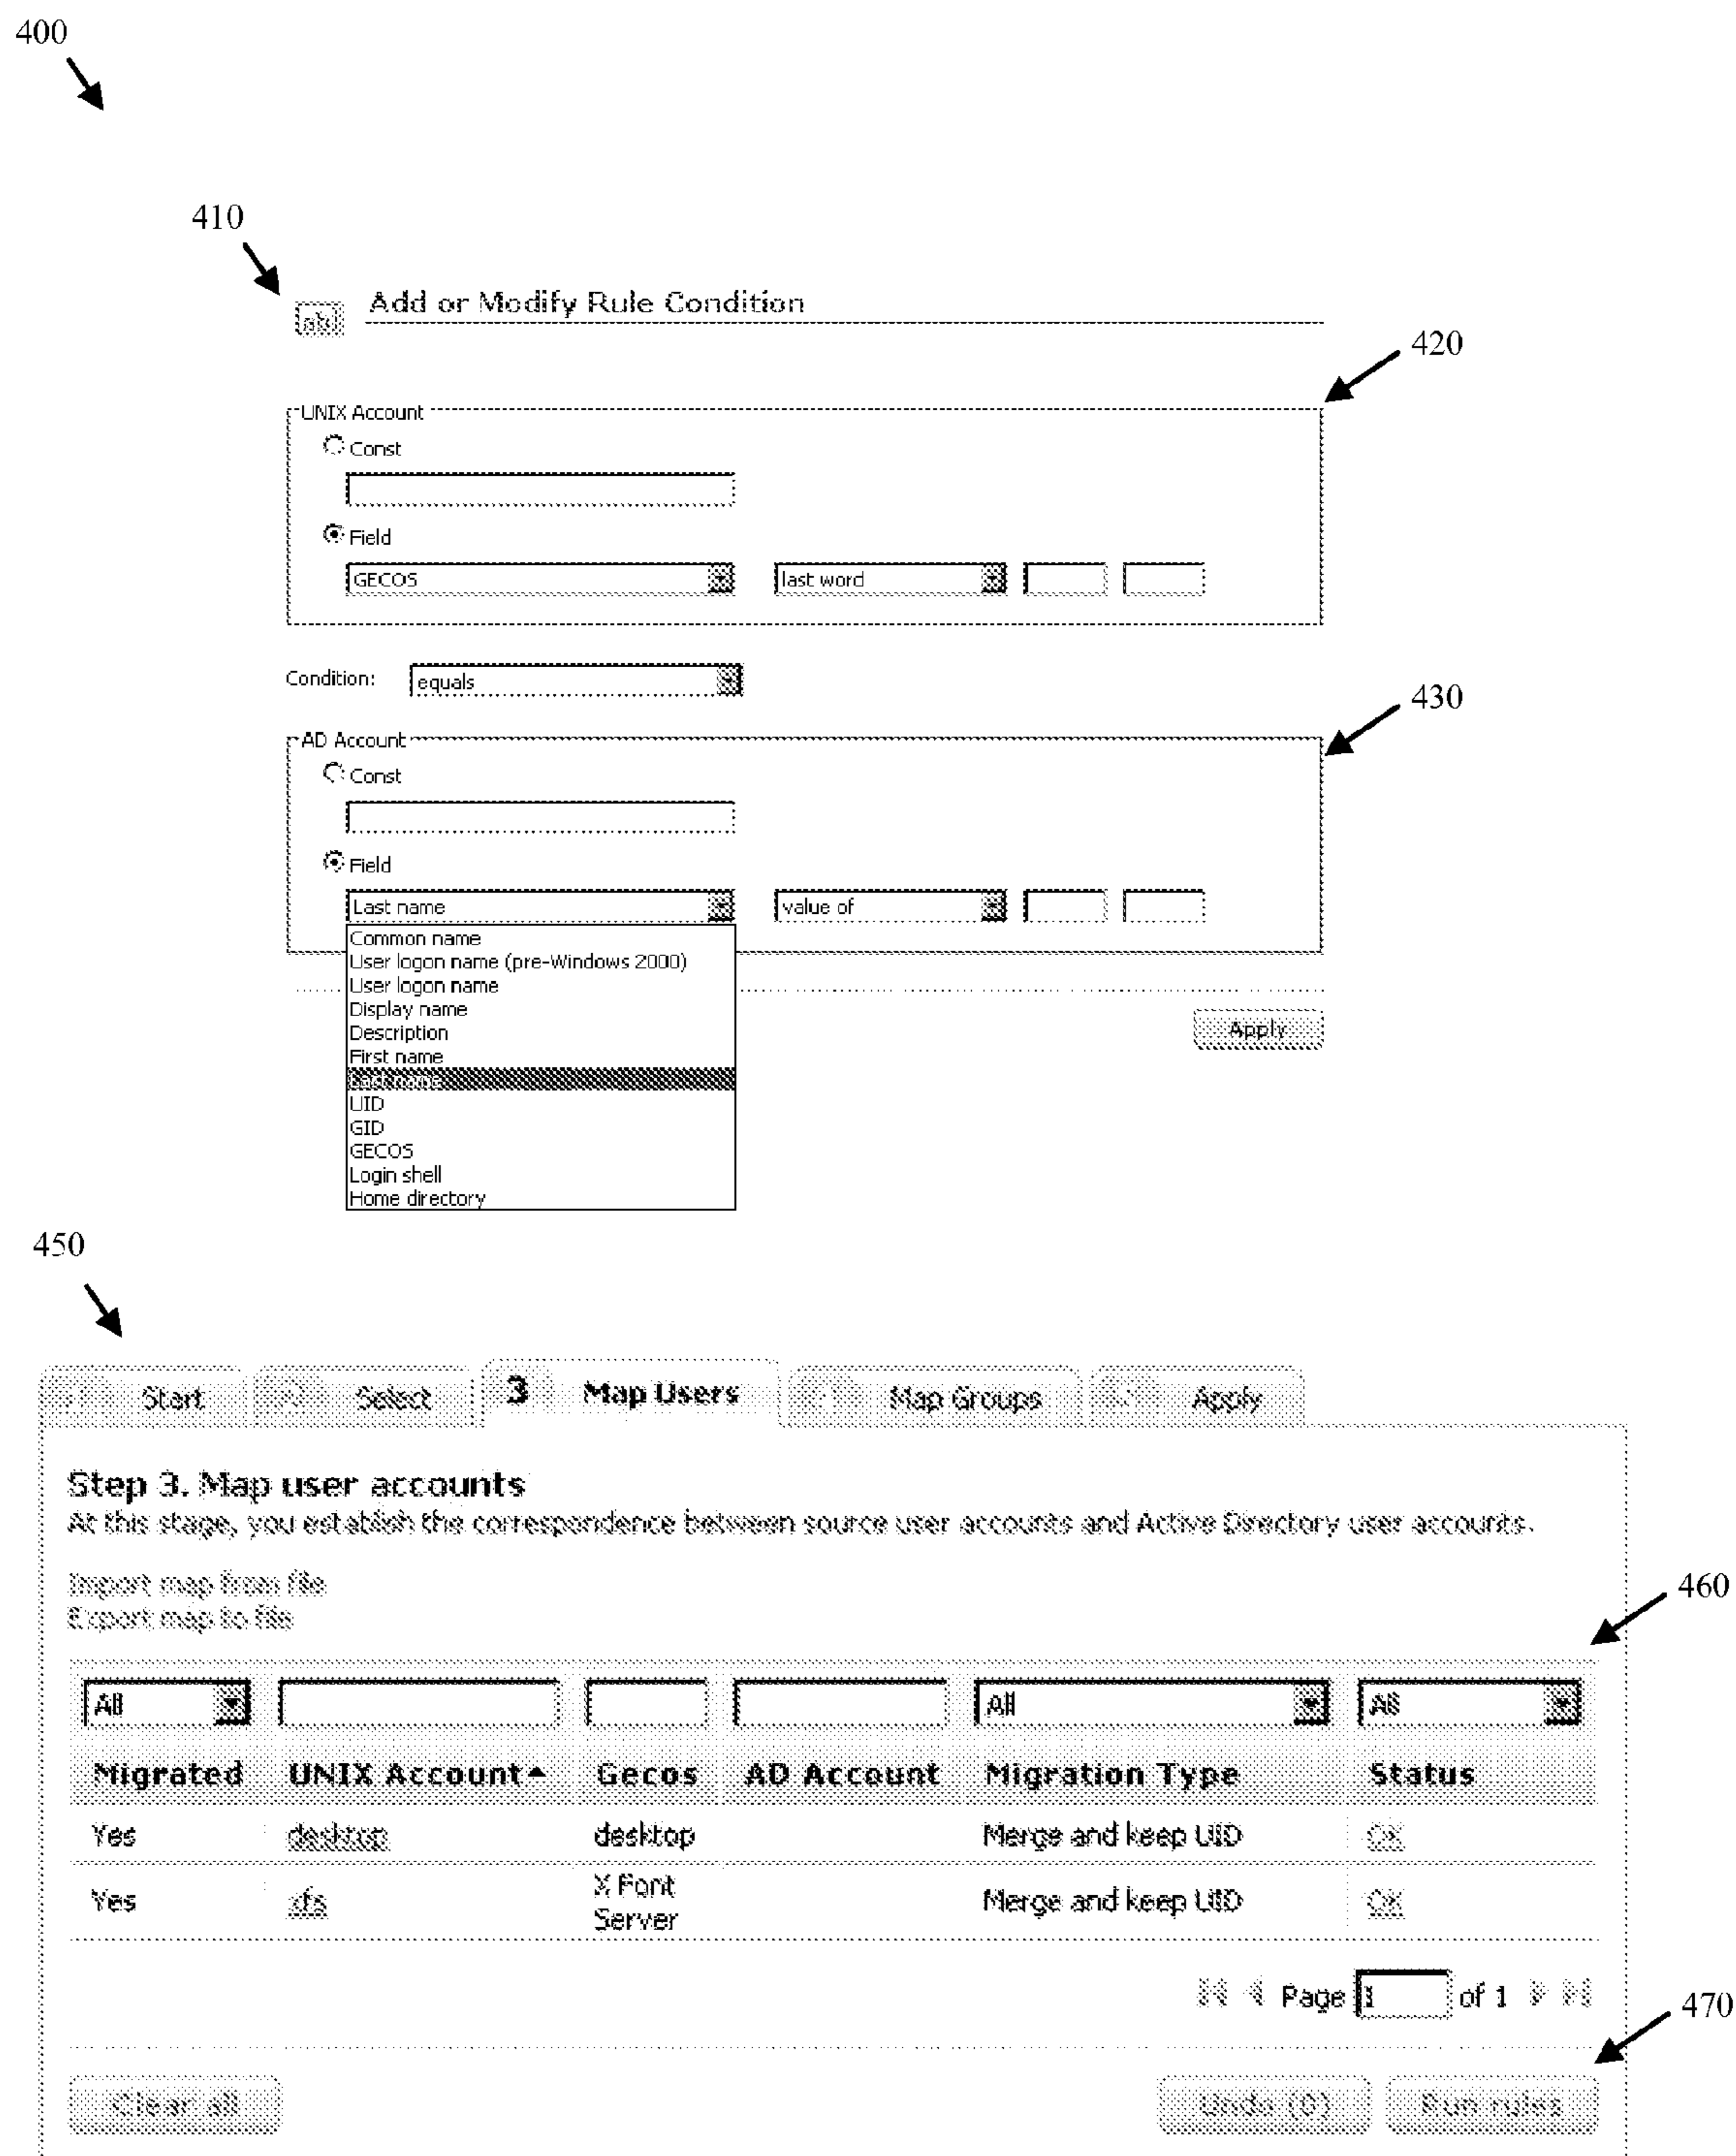 400
410
ab
Add or Modify Rule Condition
420
UNIX Account
Const
Field
GECOS last word
Condition: equals
430
AD Account
Const
Field
Last name value of
Common name
User logon name (pre-Windows 2000)
User logon name
Display name
Description
First name
Last name
UID
GID
GECOS
Login shell
Home directory
Apply
450
Start Select 3 Map Users Map Groups Apply
Step 3. Map user accounts
At this stage, you establish the correspondence between source user accounts and Active Directory user accounts.
Import map from file
Export map to file
460
All All All
Migrated UNIX Account Gecos AD Account Migration Type Status
Yes desktop desktop Merge and keep UID OK
Yes xfs X Font Server Merge and keep UID OK
Page 1 of 1
470
Clear all Undo (0) Run rules